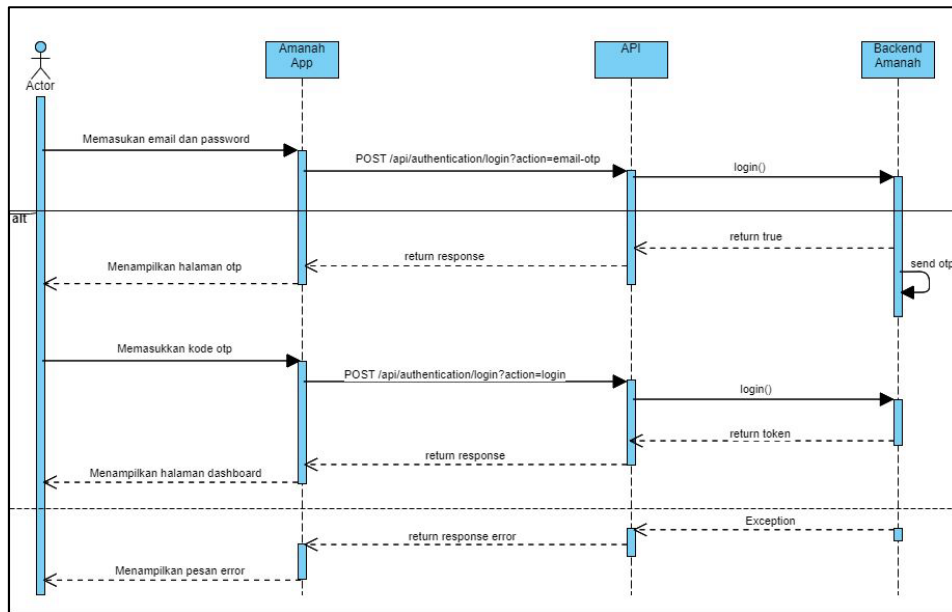 Actor
Amanah
App
API
Backend
Amanah
Memasukan email dan password
POST /api/authentication/login?action=email-otp
login()
alt
return true
return response
Menampilkan halaman otp
send otp
Memasukkan kode otp
POST /api/authentication/login?action=login
login()
return token
return response
Menampilkan halaman dashboard
Exception
return response error
Menampilkan pesan error